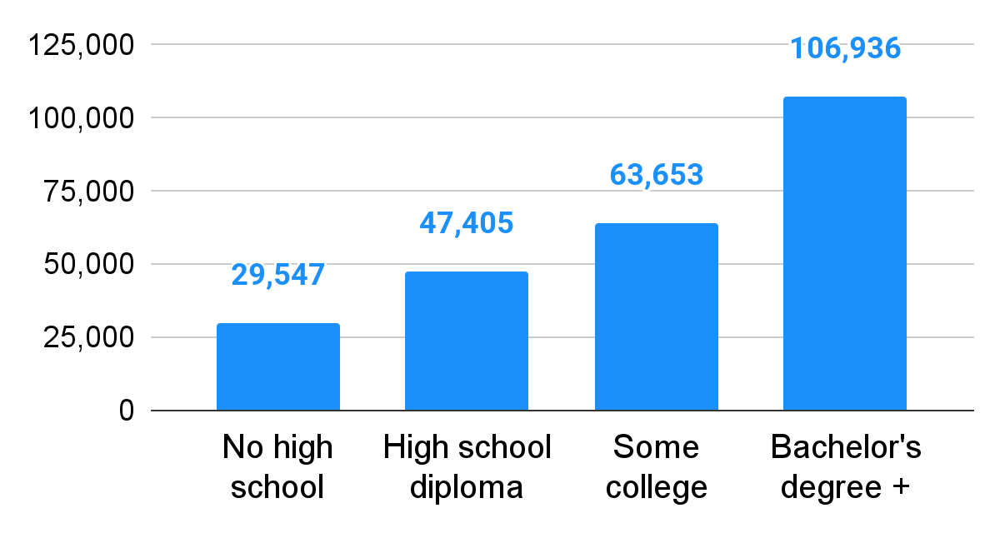 125,000
100,000
75,000
50,000
25,000
0
29,547
47,405
63,653
106,936
No high
school
High school
diploma
Some
college
Bachelor's
degree +